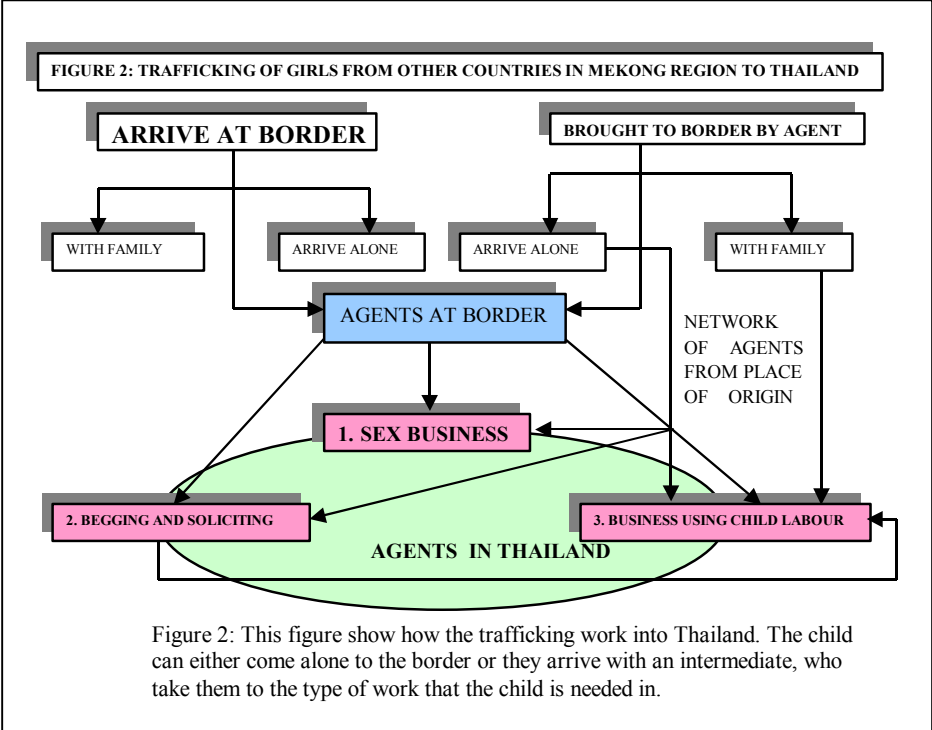 FIGURE 2: TRAFFICKING OF GIRLS FROM OTHER COUNTRIES IN MEKONG REGION TO THAILAND
ARRIVE AT BORDER
BROUGHT TO BORDER BY AGENT
WITH FAMILY
ARRIVE ALONE
ARRIVE ALONE
WITH FAMILY
AGENTS AT BORDER
NETWORK
OF AGENTS
FROM PLACE
OF ORIGIN
1. SEX BUSINESS
2. BEGGING AND SOLICITING
3. BUSINESS USING CHILD LABOUR
AGENTS IN THAILAND
Figure 2: This figure show how the trafficking work into Thailand. The child
can either come alone to the border or they arrive with an intermediate, who
take them to the type of work that the child is needed in.